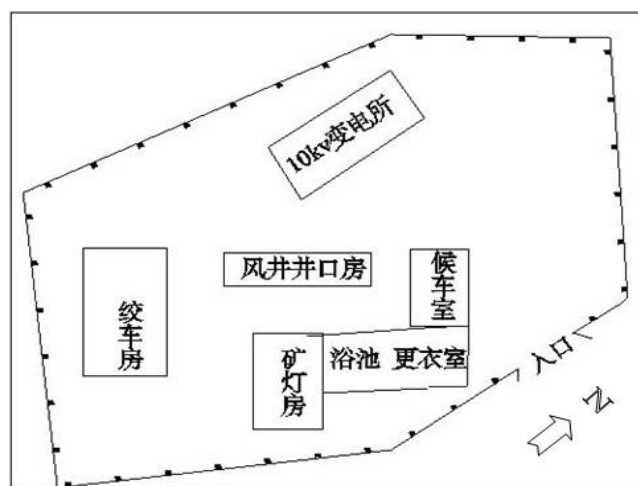 10kv变电所
风井井口房
候车室
绞车房
矿灯房
浴池 更衣室
入口
N